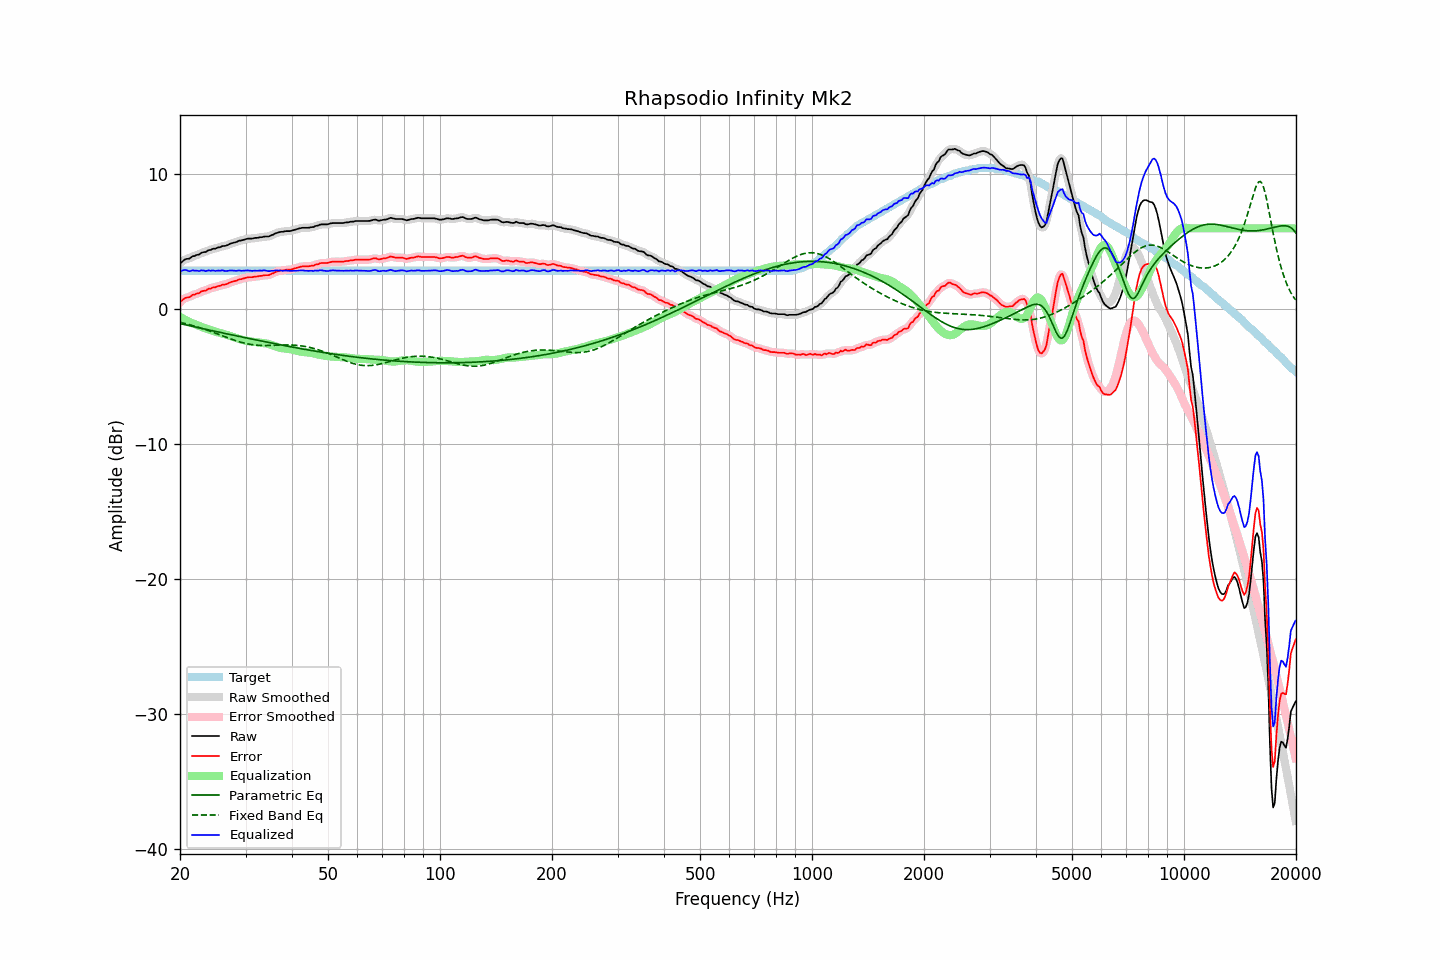 Rhapsodio Infinity Mk2
10
0
−10
−20
−30
−40
Amplitude (dBr)
Target
Raw Smoothed
Error Smoothed
Raw
Error
Equalization
Parametric Eq
Fixed Band Eq
Equalized
20 50 100 200 500 1000 2000 5000 10000 20000
Frequency (Hz)